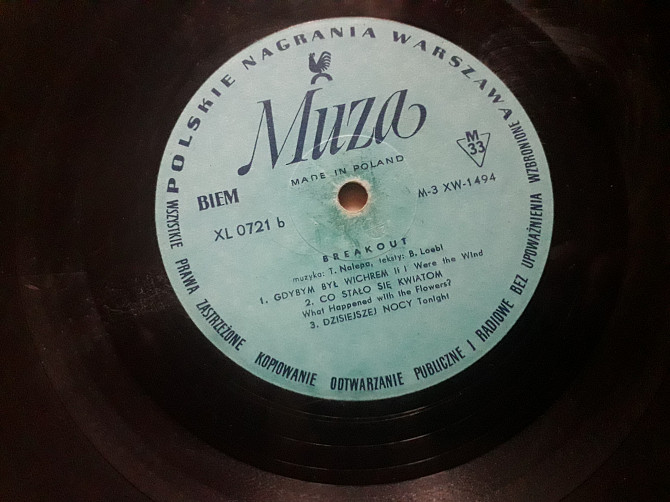 POLSKIE NAGRANIA WARSZAWA
Muza
MADE IN POLAND
M
33
BIEM
XL 0721 b
M-3 XW-1494
BREAKOUT
muzyka: T. Nalepa, teksty: B. Loebl
1. GDYBYM BYŁ WICHREM If I Were the Wind
2. CO STAŁO SIĘ KWIATOM
What Happened with the Flowers?
3. DZISIEJSZEJ NOCY Tonight
WSZYSTKIE PRAWA ZASTRZEŻONE KOPIOWANIE ODTWARZANIE PUBLICZNE I RADIOWE BEZ UPOWAŻNIENIA WZBRONIONE